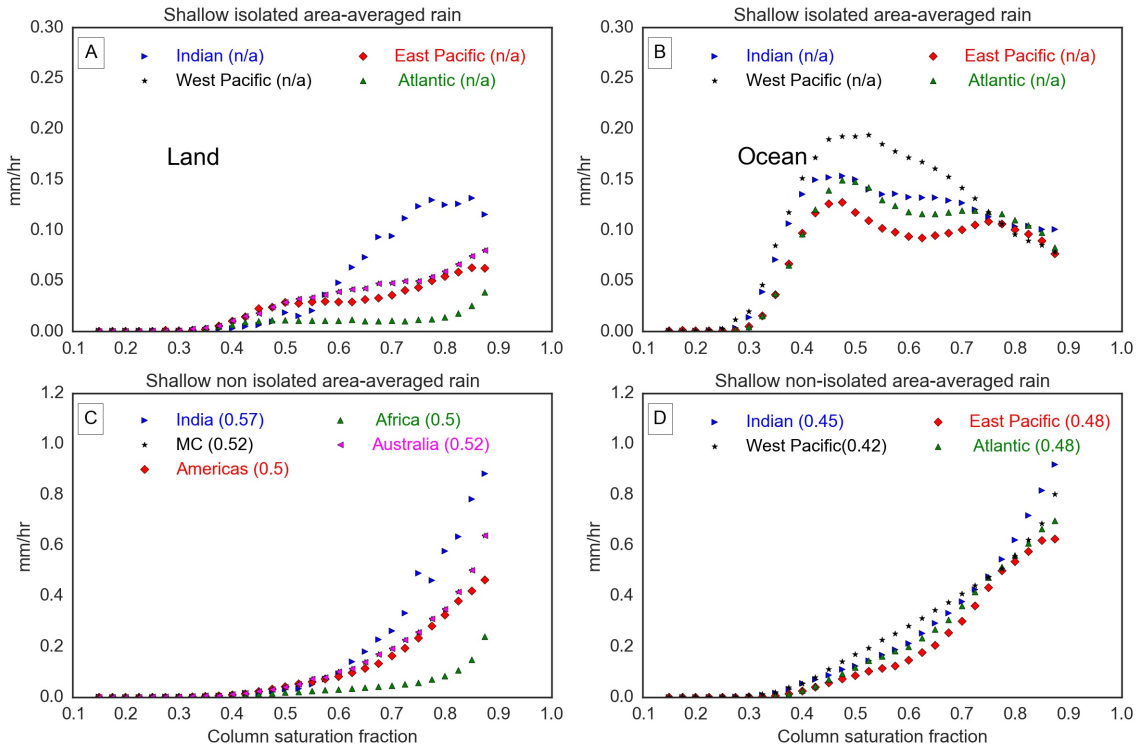 Shallow isolated area-averaged rain
A
Indian (n/a)
East Pacific (n/a)
West Pacific (n/a)
Atlantic (n/a)
Land
mm/hr
0.30
0.25
0.20
0.15
0.10
0.05
0.00
0.1 0.2 0.3 0.4 0.5 0.6 0.7 0.8 0.9 1.0
Shallow isolated area-averaged rain
B
Indian (n/a)
East Pacific (n/a)
West Pacific (n/a)
Atlantic (n/a)
Ocean
mm/hr
0.30
0.25
0.20
0.15
0.10
0.05
0.00
0.1 0.2 0.3 0.4 0.5 0.6 0.7 0.8 0.9 1.0
Shallow non isolated area-averaged rain
C
India (0.57)
Africa (0.5)
MC (0.52)
Australia (0.52)
Americas (0.5)
mm/hr
1.2
1.0
0.8
0.6
0.4
0.2
0.0
0.1 0.2 0.3 0.4 0.5 0.6 0.7 0.8 0.9 1.0
Column saturation fraction
Shallow non-isolated area-averaged rain
D
Indian (0.45)
East Pacific (0.48)
West Pacific(0.42)
Atlantic (0.48)
mm/hr
1.2
1.0
0.8
0.6
0.4
0.2
0.0
0.1 0.2 0.3 0.4 0.5 0.6 0.7 0.8 0.9 1.0
Column saturation fraction